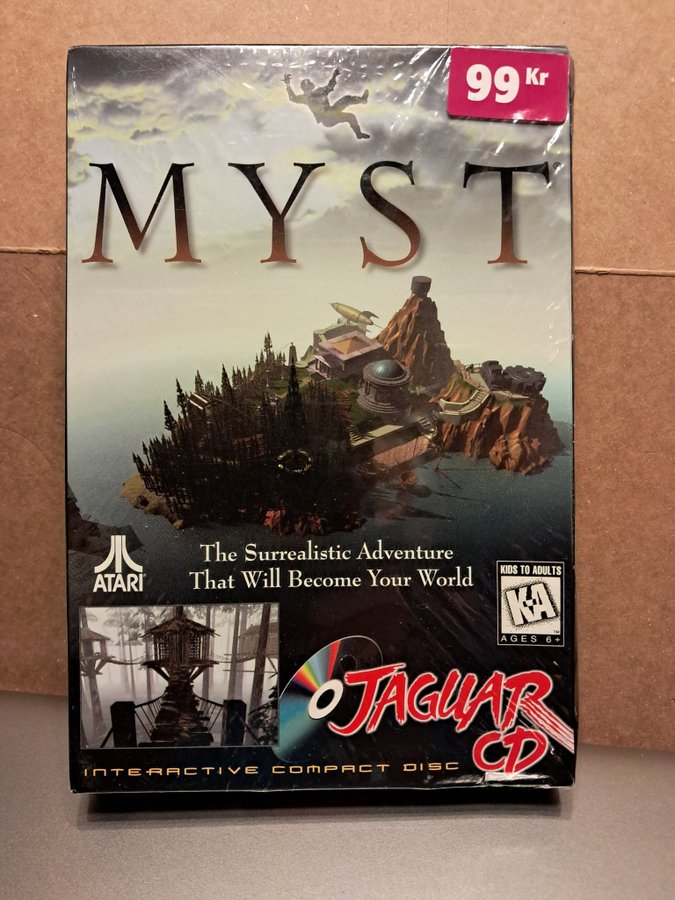 99 Kr
MYST®
ATARI
The Surrealistic Adventure
That Will Become Your World
KIDS TO ADULTS
K-A
AGES 6+
JAGUAR
CD
INTERACTIVE COMPACT DISC